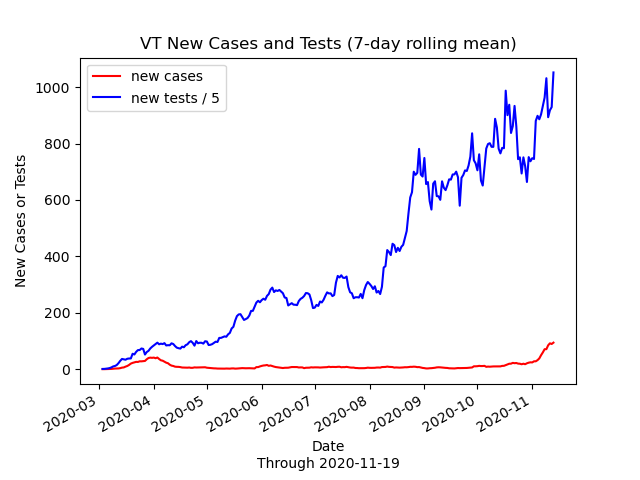 VT New Cases and Tests (7-day rolling mean)
new cases
new tests / 5
New Cases or Tests
1000
800
600
400
200
0
2020-03
2020-04
2020-05
2020-06
2020-07
2020-08
2020-09
2020-10
2020-11
Date
Through 2020-11-19